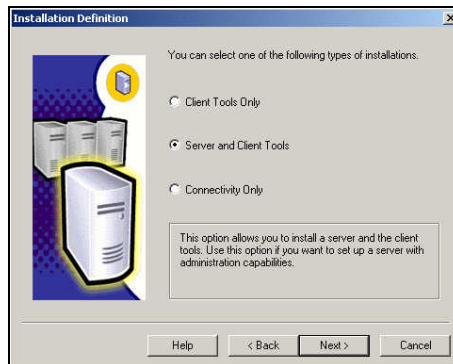 Installation Definition
You can select one of the following types of installations.
Client Tools Only
Server and Client Tools
Connectivity Only
This option allows you to install a server and the client
tools. Use this option if you want to set up a server with
administration capabilities.
Help
< Back
Next >
Cancel